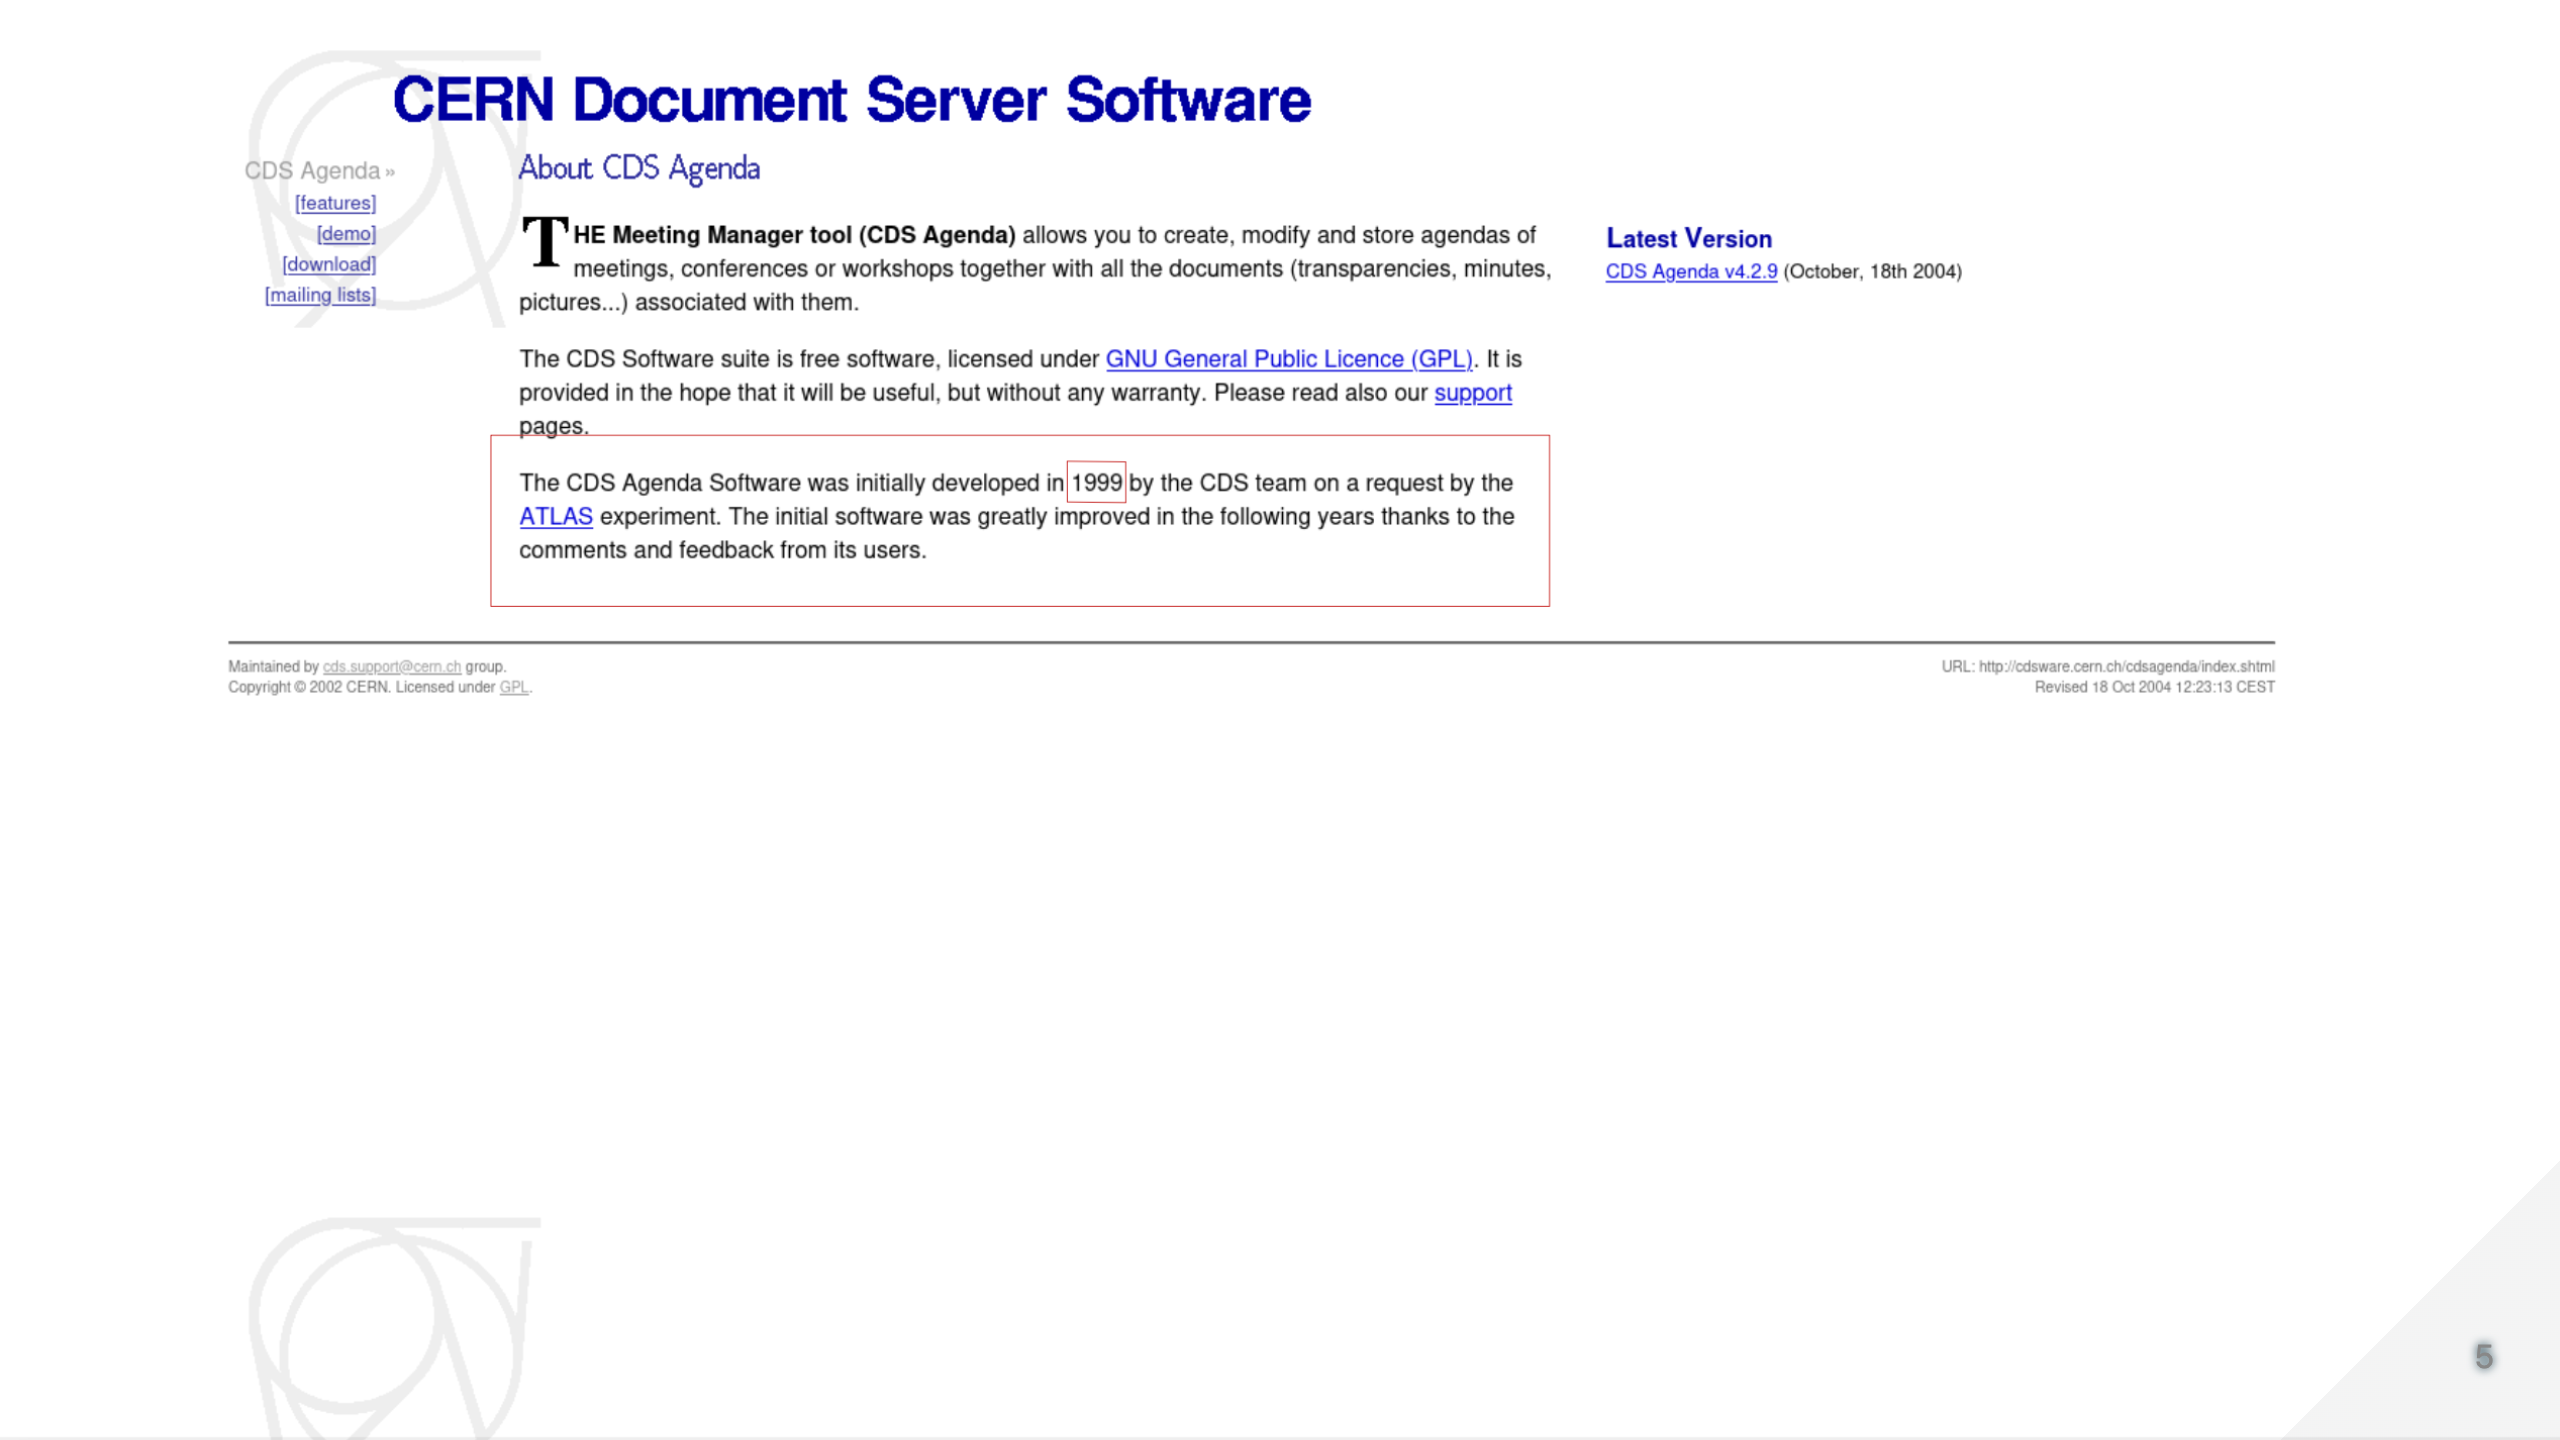 CERN Document Server Software
CDS Agenda »
[features]
[demo]
[download]
[mailing lists]
About CDS Agenda
THE Meeting Manager tool (CDS Agenda) allows you to create, modify and store agendas of
meetings, conferences or workshops together with all the documents (transparencies, minutes,
pictures...) associated with them.
The CDS Software suite is free software, licensed under GNU General Public Licence (GPL). It is
provided in the hope that it will be useful, but without any warranty. Please read also our support
pages.
The CDS Agenda Software was initially developed in 1999 by the CDS team on a request by the
ATLAS experiment. The initial software was greatly improved in the following years thanks to the
comments and feedback from its users.
Latest Version
CDS Agenda v4.2.9 (October, 18th 2004)
Maintained by cds.support@cern.ch group.
Copyright © 2002 CERN. Licensed under GPL.
URL: http://cdsware.cern.ch/cdsagenda/index.shtml
Revised 18 Oct 2004 12:23:13 CEST
5